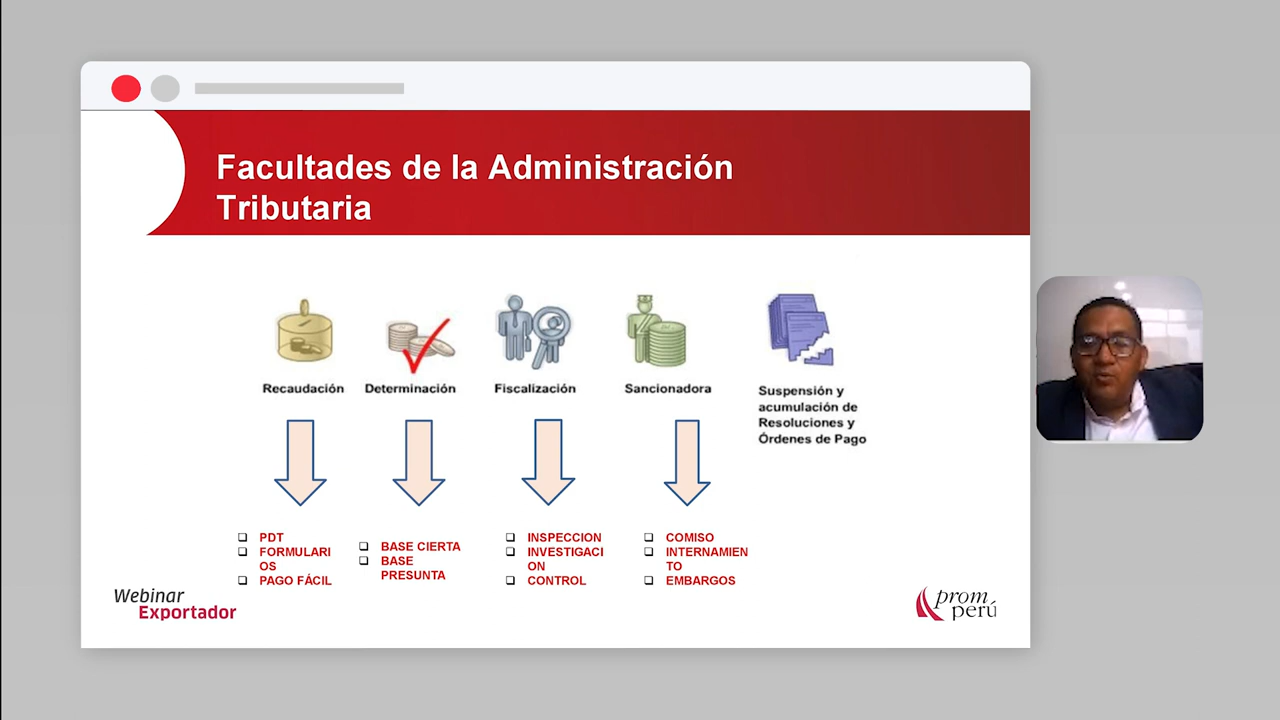 Facultades de la Administración
Tributaria
Recaudación
Determinación
Fiscalización
Sancionadora
Suspensión y
acumulación de
Resoluciones y
Órdenes de Pago
PDT
FORMULARI
OS
PAGO FÁCIL
BASE CIERTA
BASE
PRESUNTA
INSPECCION
INVESTIGACI
ON
CONTROL
COMISO
INTERNAMIEN
TO
EMBARGOS
Webinar
Exportador
prom
perú